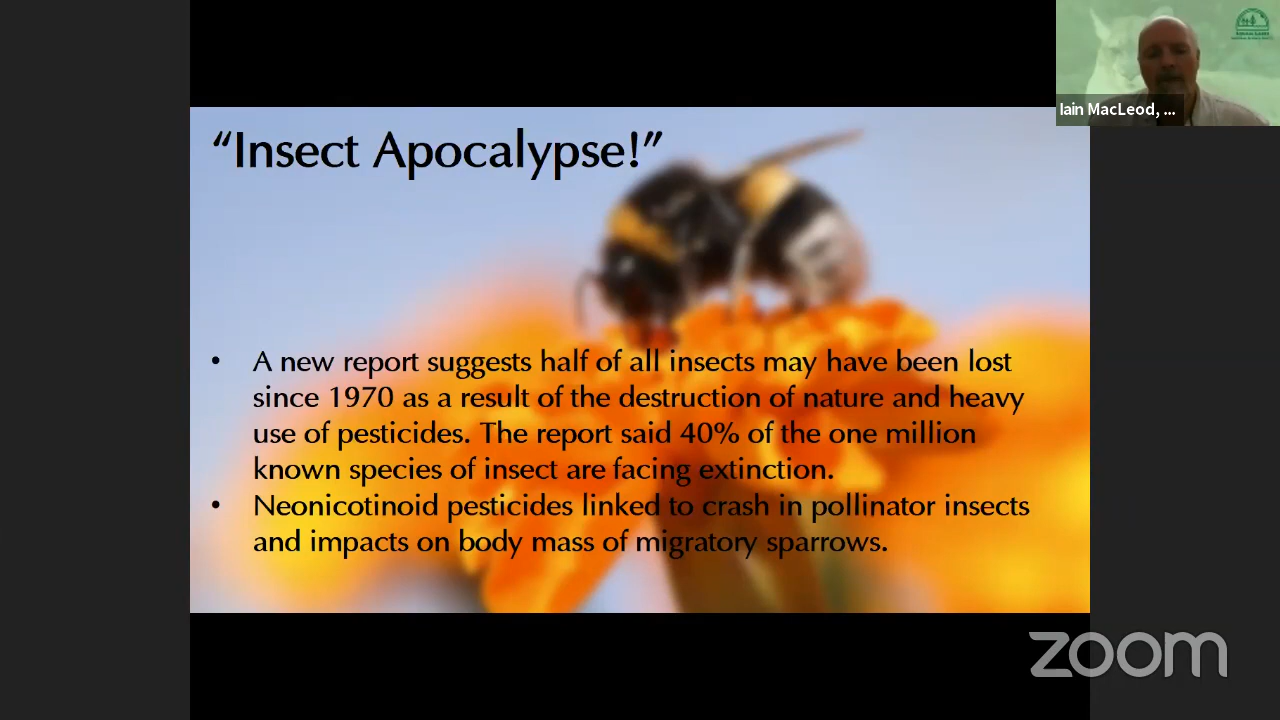 Iain MacLeod, ...
“Insect Apocalypse!”
• A new report suggests half of all insects may have been lost
since 1970 as a result of the destruction of nature and heavy
use of pesticides. The report said 40% of the one million
known species of insect are facing extinction.
• Neonicotinoid pesticides linked to crash in pollinator insects
and impacts on body mass of migratory sparrows.
zoom